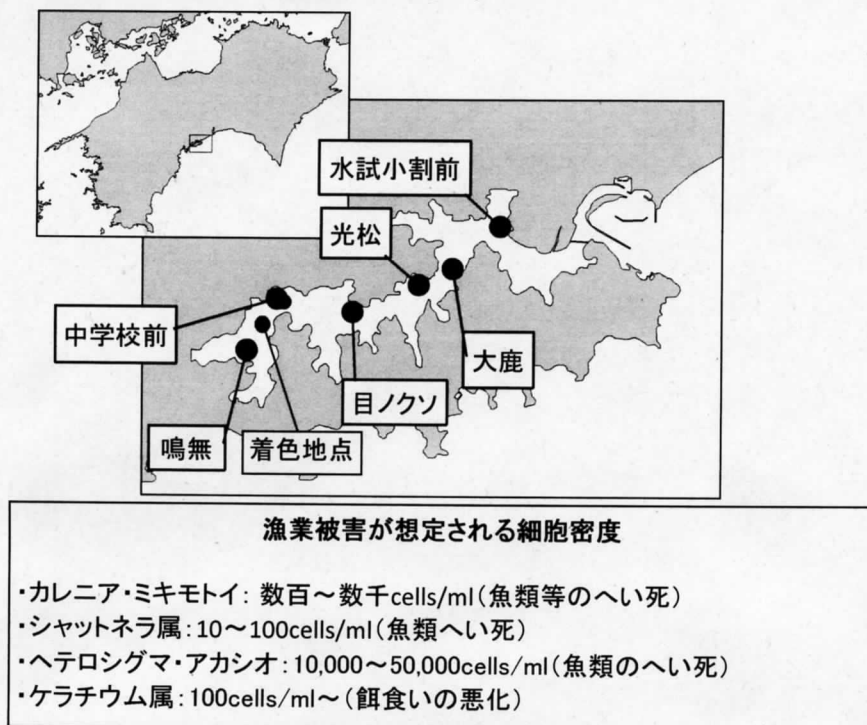 水試小割前
光松
中学校前
大鹿
目ノクソ
鳴無
着色地点
漁業被害が想定される細胞密度
・カレニア・ミキモトイ: 数百～数千cells/ml(魚類等のへい死)
・シャットネラ属:10～100cells/ml(魚類へい死)
・ヘテロシグマ・アカシオ:10,000～50,000cells/ml(魚類のへい死)
・ケラチウム属:100cells/ml～(餌食いの悪化)